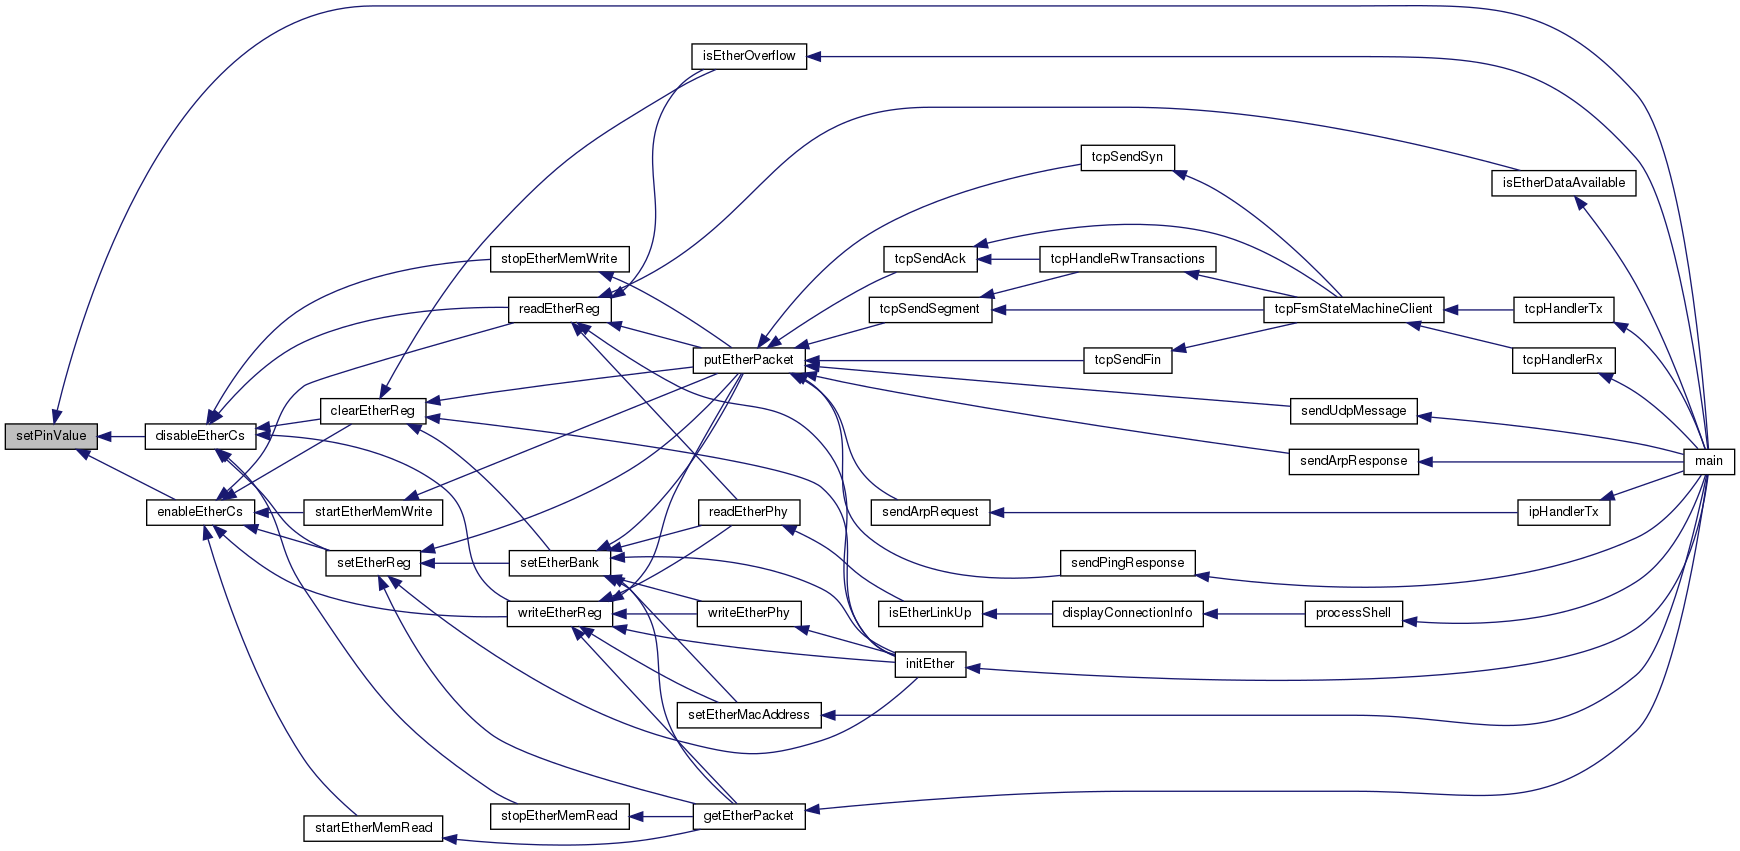 isEtherOverflow
tcpSendSyn
isEtherDataAvailable
stopEtherMemWrite
tcpSendAck
tcpHandleRwTransactions
readEtherReg
tcpSendSegment
tcpFsmStateMachineClient
tcpHandlerTx
putEtherPacket
tcpSendFin
tcpHandlerRx
clearEtherReg
sendUdpMessage
setPinValue
disableEtherCs
sendArpResponse
main
enableEtherCs
startEtherMemWrite
readEtherPhy
sendArpRequest
ipHandlerTx
setEtherReg
setEtherBank
sendPingResponse
writeEtherReg
writeEtherPhy
isEtherLinkUp
displayConnectionInfo
processShell
initEther
setEtherMacAddress
stopEtherMemRead
getEtherPacket
startEtherMemRead